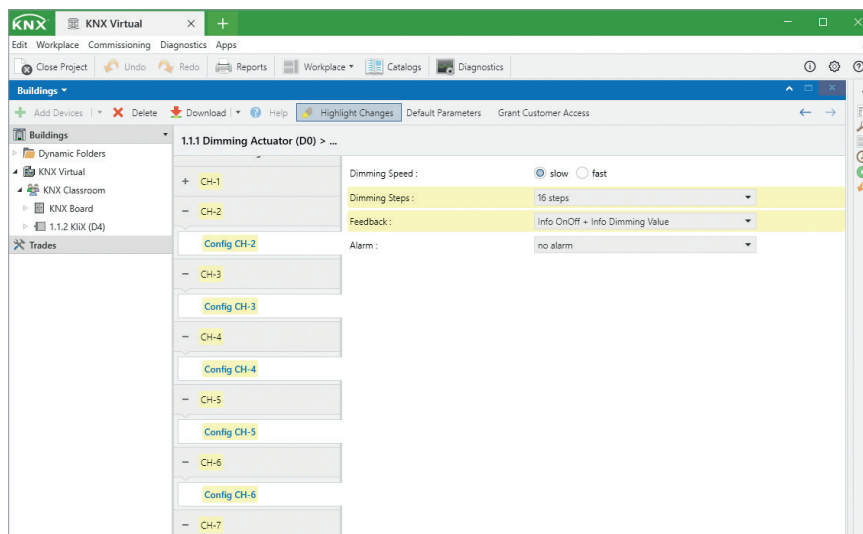 KNX KNX Virtual × +
Edit Workplace Commissioning Diagnostics Apps
Close Project Undo Redo Reports Workplace Catalogs Diagnostics
Buildings
Add Devices Delete Download Help Highlight Changes Default Parameters Grant Customer Access
Buildings
Dynamic Folders
KNX Virtual
KNX Classroom
KNX Board
1.1.2 KliX (D4)
Trades
1.1.1 Dimming Actuator (D0) > ...
+ CH-1
− CH-2
Config CH-2
− CH-3
Config CH-3
− CH-4
Config CH-4
− CH-5
Config CH-5
− CH-6
Config CH-6
− CH-7
Dimming Speed : slow fast
Dimming Steps : 16 steps
Feedback : Info OnOff + Info Dimming Value
Alarm : no alarm